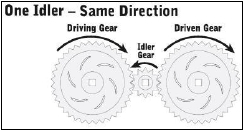 One Idler – Same Direction
Driving Gear
Driven Gear
Idler
Gear